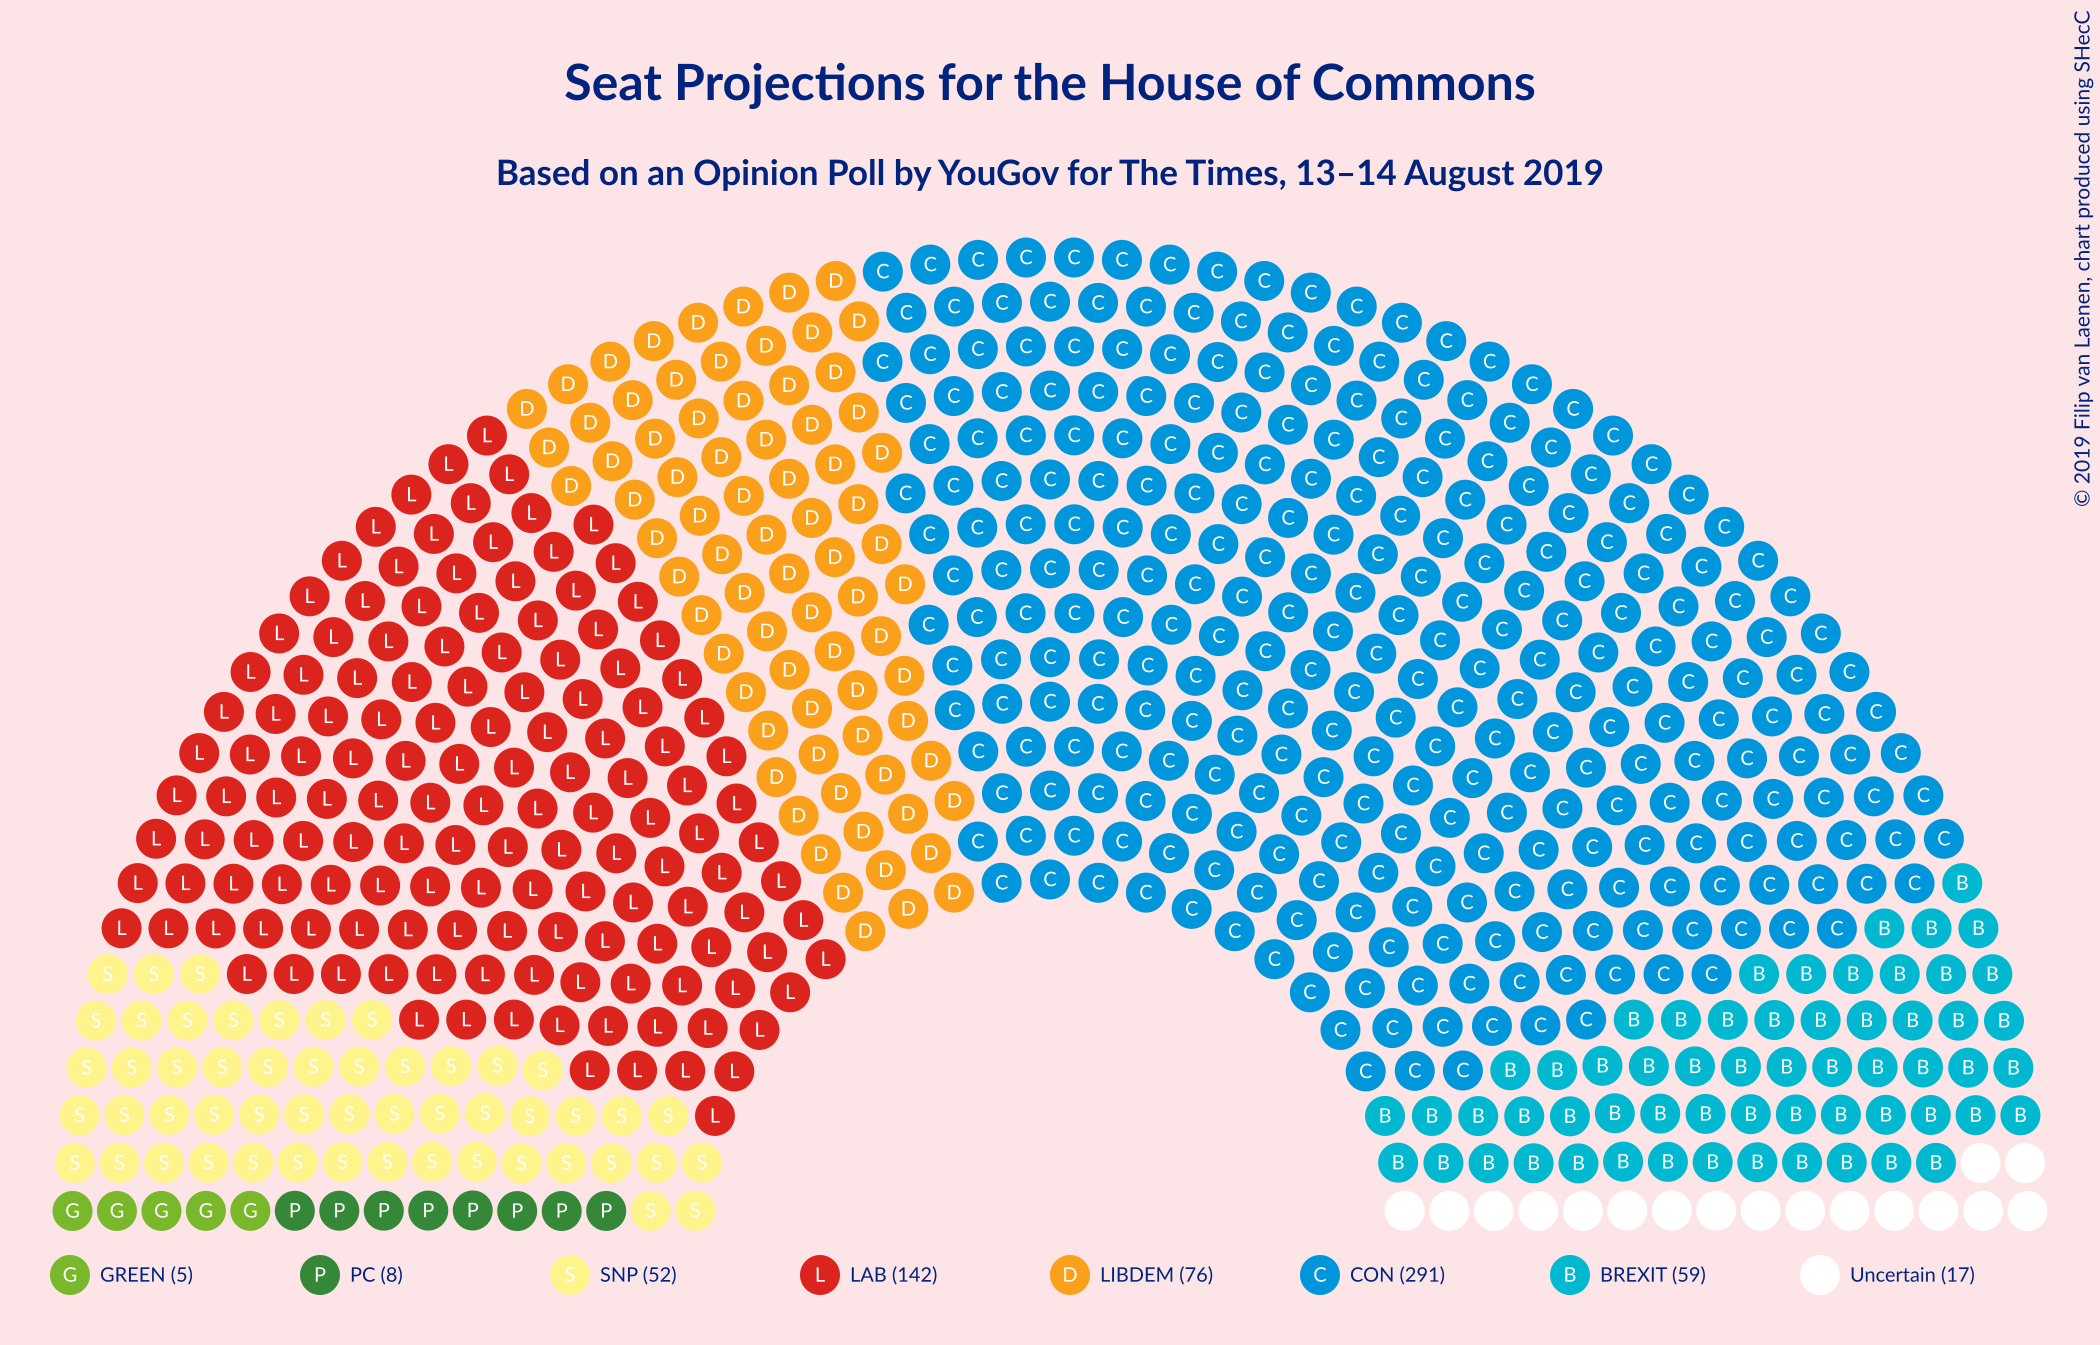 Seat Projections for the House of Commons
Based on an Opinion Poll by YouGov for The Times, 13–14 August 2019
© 2019 Filip van Laenen, chart produced using SHecC
G GREEN (5)
P PC (8)
S SNP (52)
L LAB (142)
D LIBDEM (76)
C CON (291)
B BREXIT (59)
Uncertain (17)